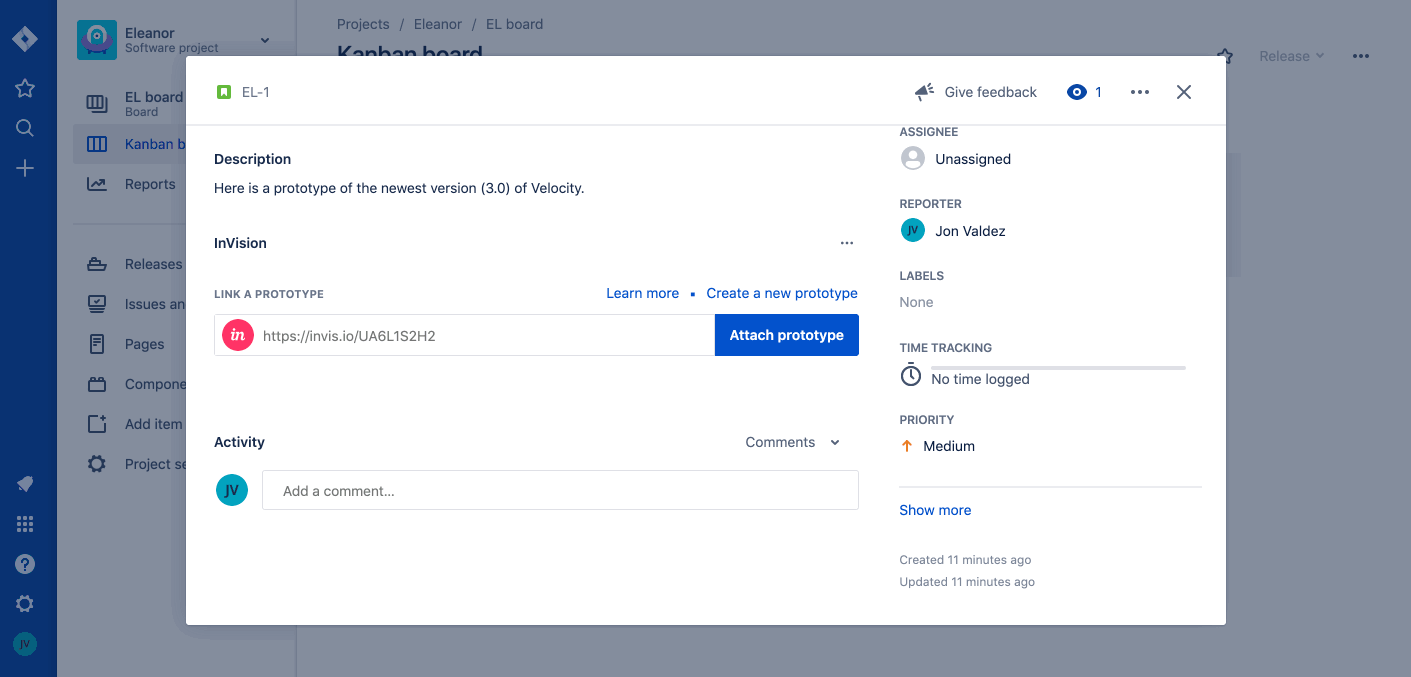 Projects / Eleanor / EL board
Kanban board
Release
Eleanor
Software project
EL board
Board
Kanban b
Reports
Releases
Issues an
Pages
Compone
Add item
Project se
JV
EL-1
Give feedback
1
Description
Here is a prototype of the newest version (3.0) of Velocity.
InVision
LINK A PROTOTYPE
Learn more ▪ Create a new prototype
in
https://invis.io/UA6L1S2H2
Attach prototype
Activity
Comments
JV
Add a comment...
ASSIGNEE
Unassigned
REPORTER
JV
Jon Valdez
LABELS
None
TIME TRACKING
No time logged
PRIORITY
Medium
Show more
Created 11 minutes ago
Updated 11 minutes ago